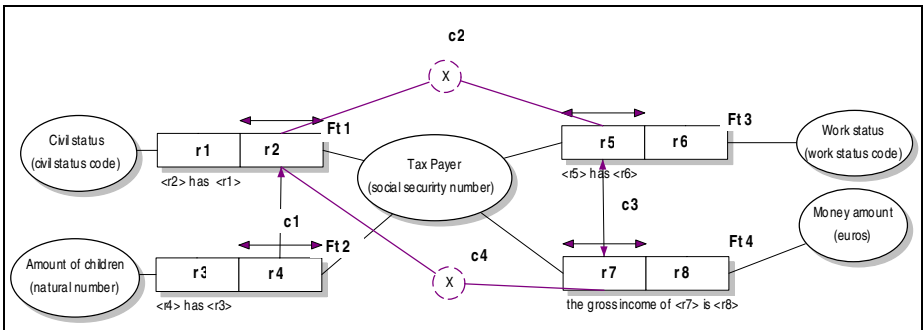 c2
X
Civil status
(civil status code)
r1
r2
Ft 1
<r2> has <r1>
Tax Payer
(social securirty number)
r5
r6
Ft 3
<r5> has <r6>
Work status
(work status code)
c1
c3
Amount of children
(natural number)
r3
r4
Ft 2
<r4> has <r3>
c4
X
r7
r8
Ft 4
the gross income of <r7> is <r8>
Money amount
(euros)